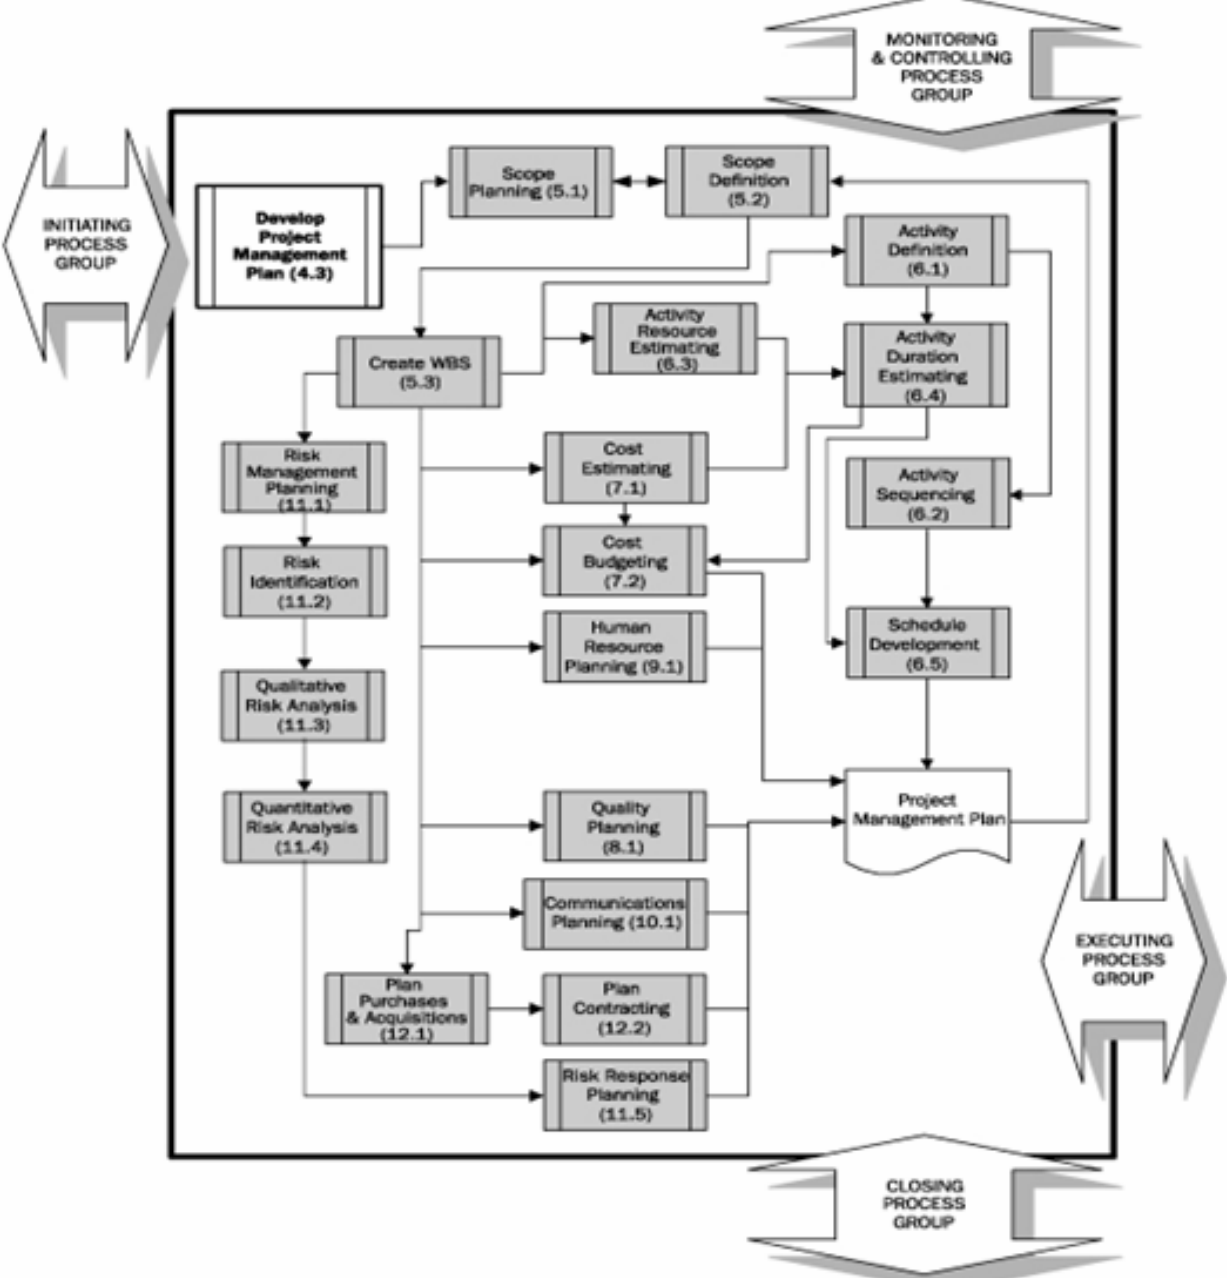 MONITORING
& CONTROLLING
PROCESS
GROUP
INITIATING
PROCESS
GROUP
Develop
Project
Management
Plan (4.3)
Scope
Planning (5.1)
Scope
Definition
(5.2)
Activity
Definition
(6.1)
Create WBS
(5.3)
Activity
Resource
Estimating
(6.3)
Activity
Duration
Estimating
(6.4)
Risk
Management
Planning
(11.1)
Cost
Estimating
(7.1)
Activity
Sequencing
(6.2)
Risk
Identification
(11.2)
Cost
Budgeting
(7.2)
Human
Resource
Planning (9.1)
Schedule
Development
(6.5)
Qualitative
Risk Analysis
(11.3)
Quantitative
Risk Analysis
(11.4)
Quality
Planning
(8.1)
Project
Management Plan
Communications
Planning (10.1)
Plan
Purchases
& Acquisitions
(12.1)
Plan
Contracting
(12.2)
Risk Response
Planning
(11.5)
EXECUTING
PROCESS
GROUP
CLOSING
PROCESS
GROUP